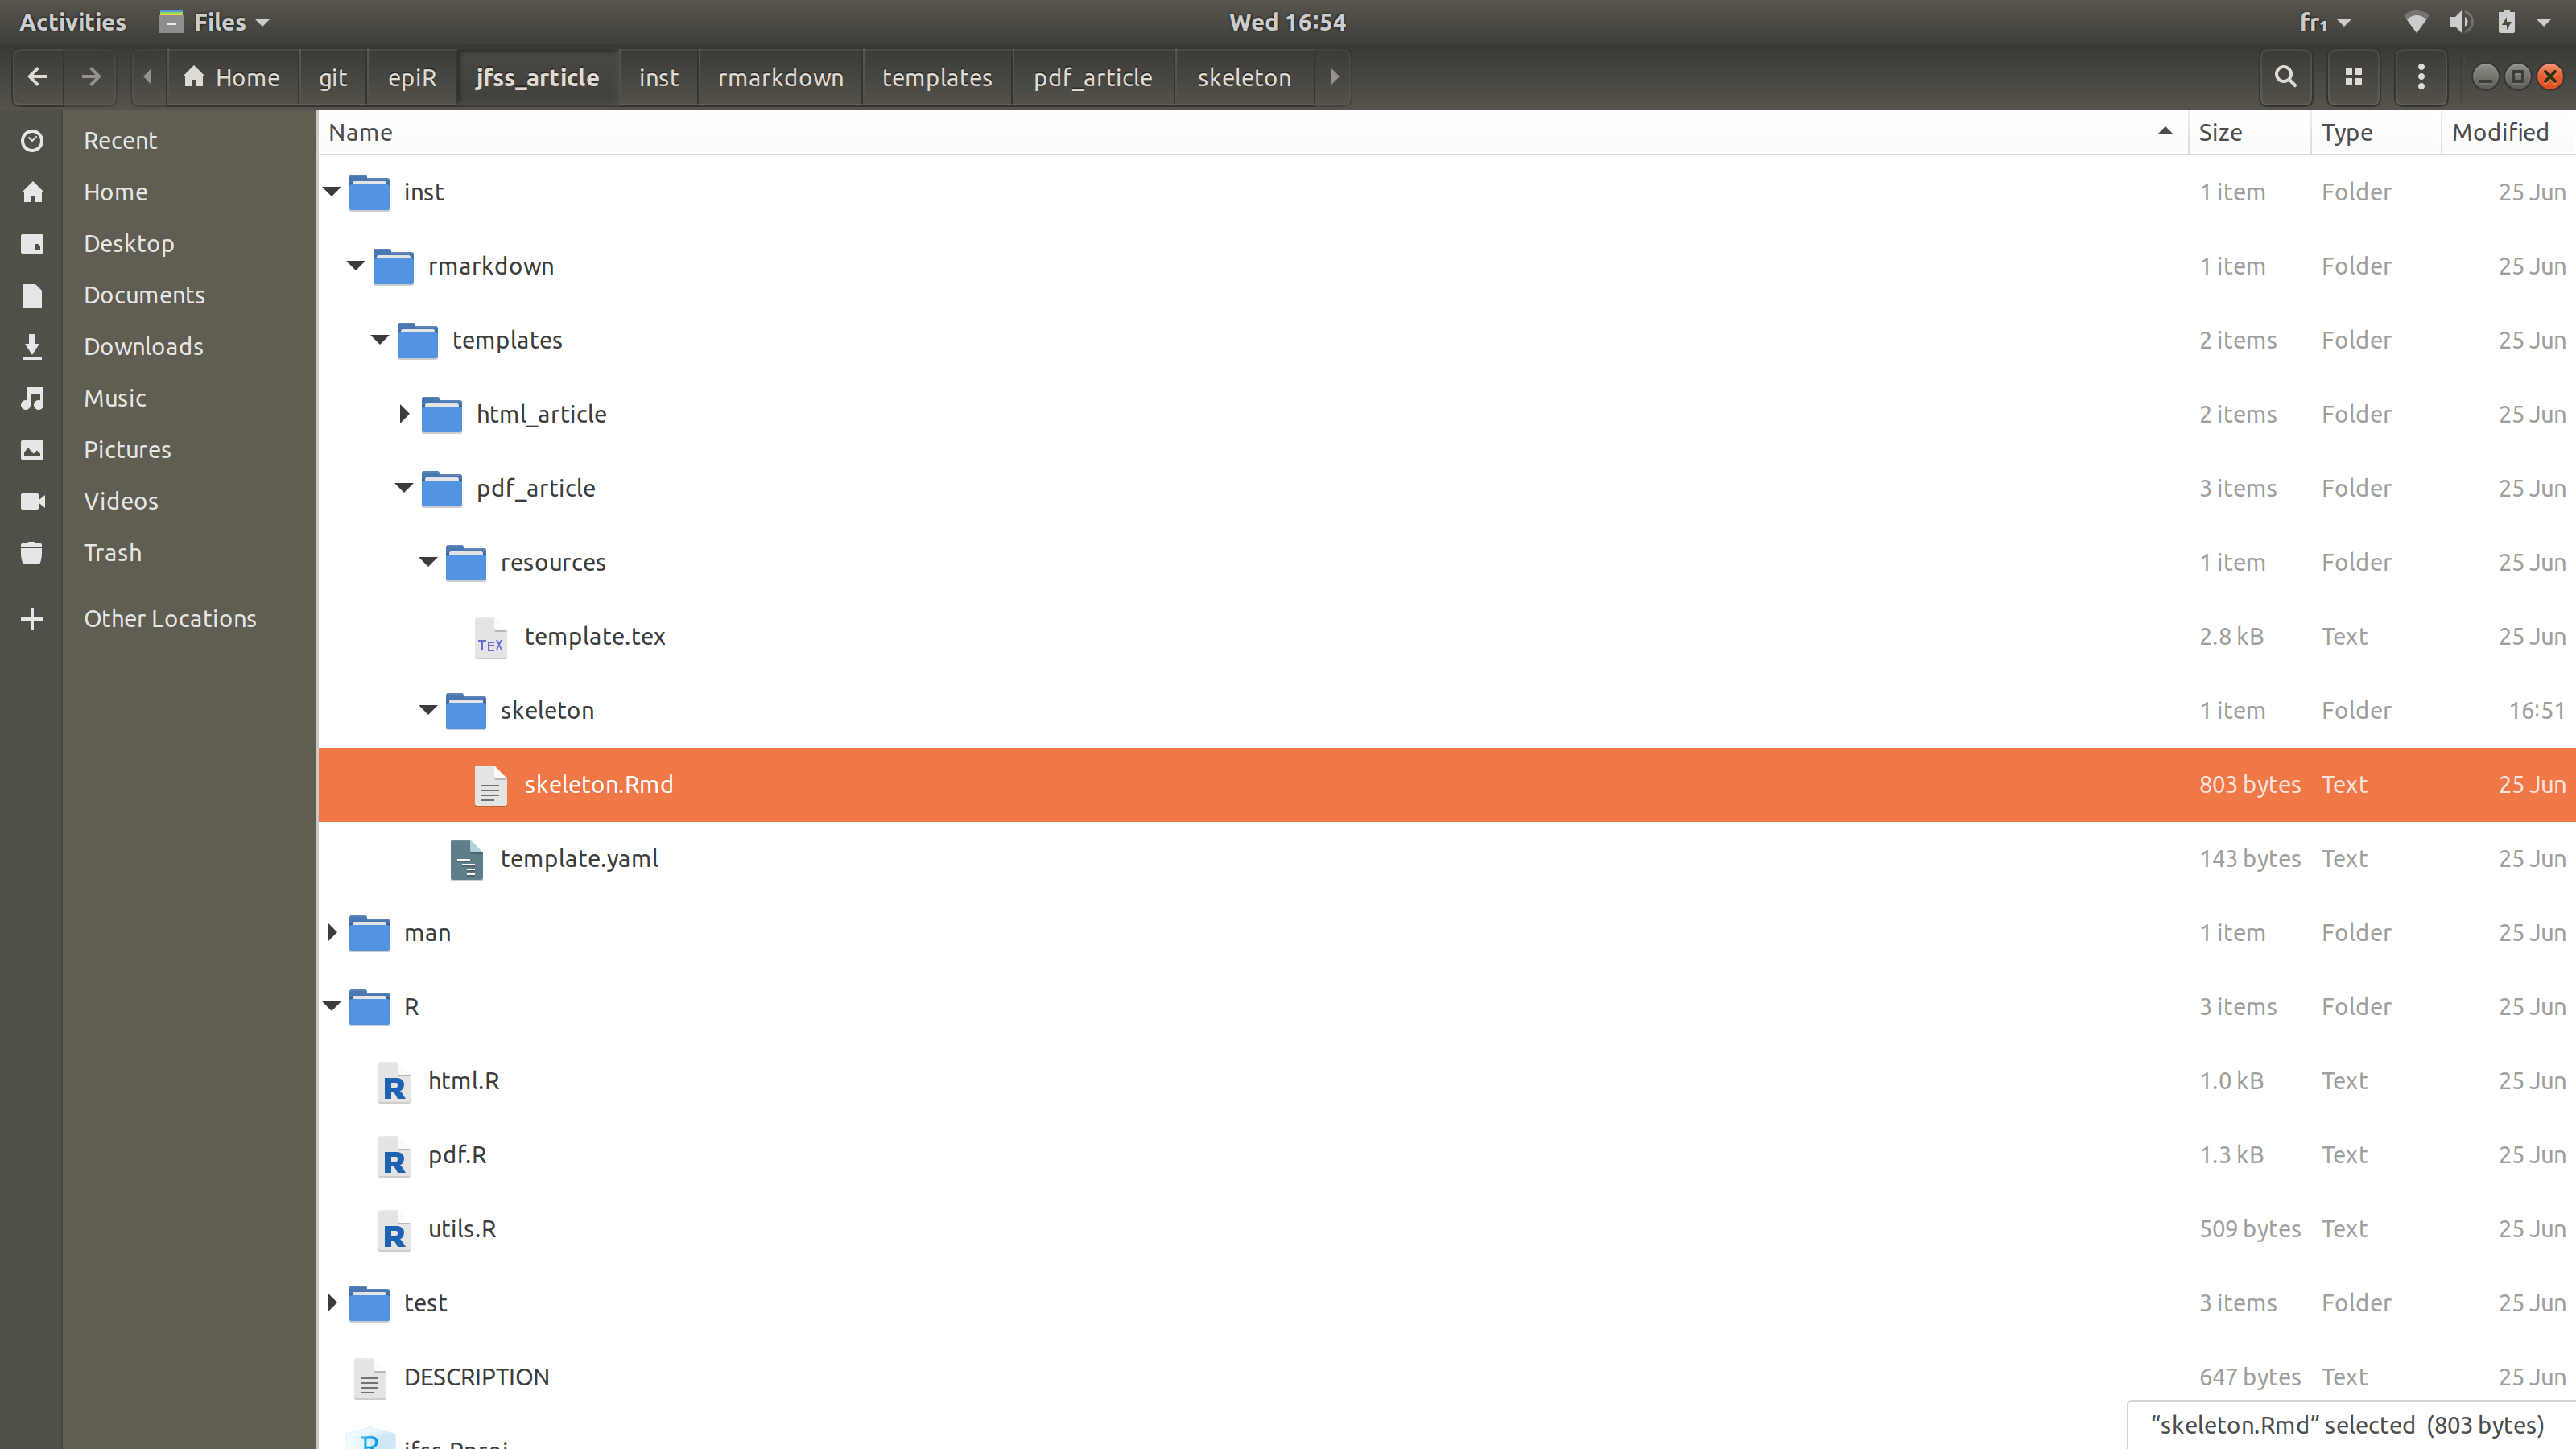 Activities Files Wed 16:54 fr₁
Home git epiR jfss_article inst rmarkdown templates pdf_article skeleton
Recent
Home
Desktop
Documents
Downloads
Music
Pictures
Videos
Trash
Other Locations
Name Size Type Modified
inst 1 item Folder 25 Jun
rmarkdown 1 item Folder 25 Jun
templates 2 items Folder 25 Jun
html_article 2 items Folder 25 Jun
pdf_article 3 items Folder 25 Jun
resources 1 item Folder 25 Jun
TEX template.tex 2.8 kB Text 25 Jun
skeleton 1 item Folder 16:51
skeleton.Rmd 803 bytes Text 25 Jun
template.yaml 143 bytes Text 25 Jun
man 1 item Folder 25 Jun
R 3 items Folder 25 Jun
R html.R 1.0 kB Text 25 Jun
R pdf.R 1.3 kB Text 25 Jun
R utils.R 509 bytes Text 25 Jun
test 3 items Folder 25 Jun
DESCRIPTION 647 bytes Text 25 Jun
R
“skeleton.Rmd” selected (803 bytes)